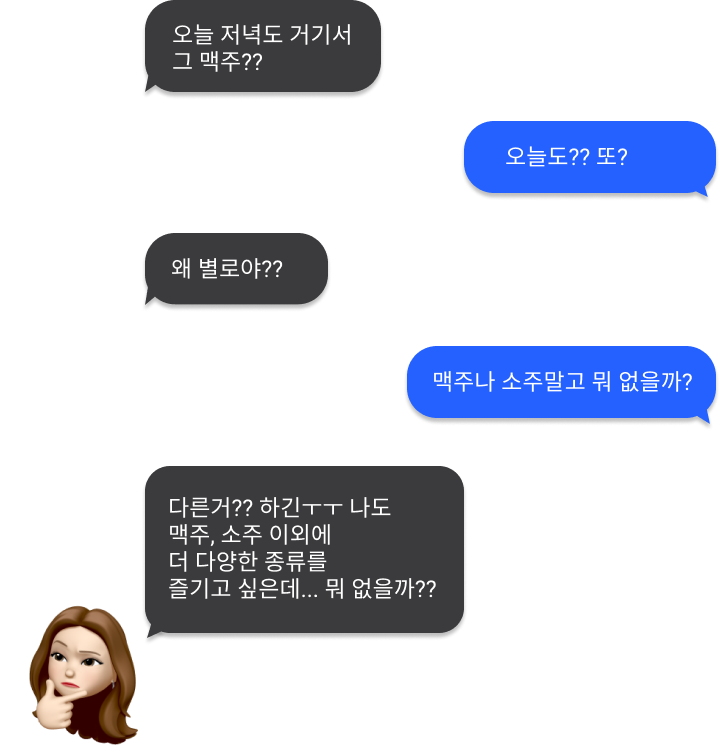 오늘 저녁도 거기서
그 맥주??
오늘도?? 또?
왜 별로야??
맥주나 소주말고 뭐 없을까?
다른거?? 하긴ㅜㅜ 나도
맥주, 소주 이외에
더 다양한 종류를
즐기고 싶은데... 뭐 없을까??